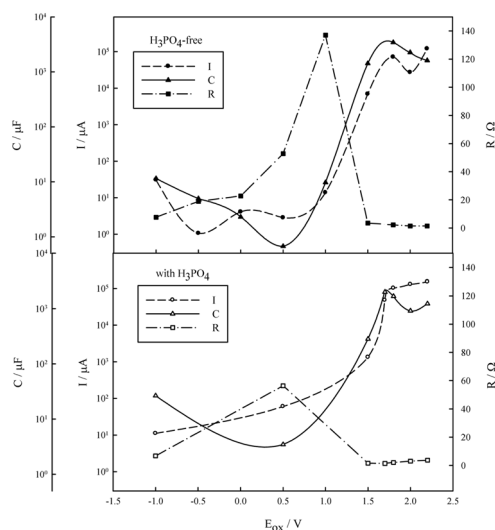 H₃PO₄-free
I
C
R
C / μF
I / μA
R / Ω
10⁴
10³
10²
10¹
10⁰
10⁵
10⁴
10³
10²
10¹
10⁰
140
120
100
80
60
40
20
0
with H₃PO₄
I
C
R
C / μF
I / μA
R / Ω
10⁴
10³
10²
10¹
10⁰
10⁵
10⁴
10³
10²
10¹
10⁰
140
120
100
80
60
40
20
0
-1.5 -1.0 -0.5 0.0 0.5 1.0 1.5 2.0 2.5
E_ox / V